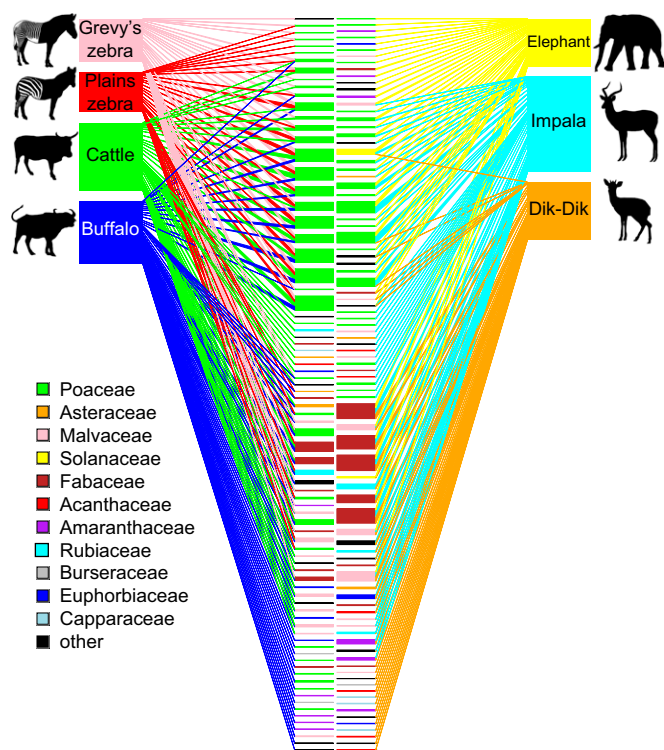 Grevy's
zebra
Plains
zebra
Cattle
Buffalo
Elephant
Impala
Dik-Dik
Poaceae
Asteraceae
Malvaceae
Solanaceae
Fabaceae
Acanthaceae
Amaranthaceae
Rubiaceae
Burseraceae
Euphorbiaceae
Capparaceae
other